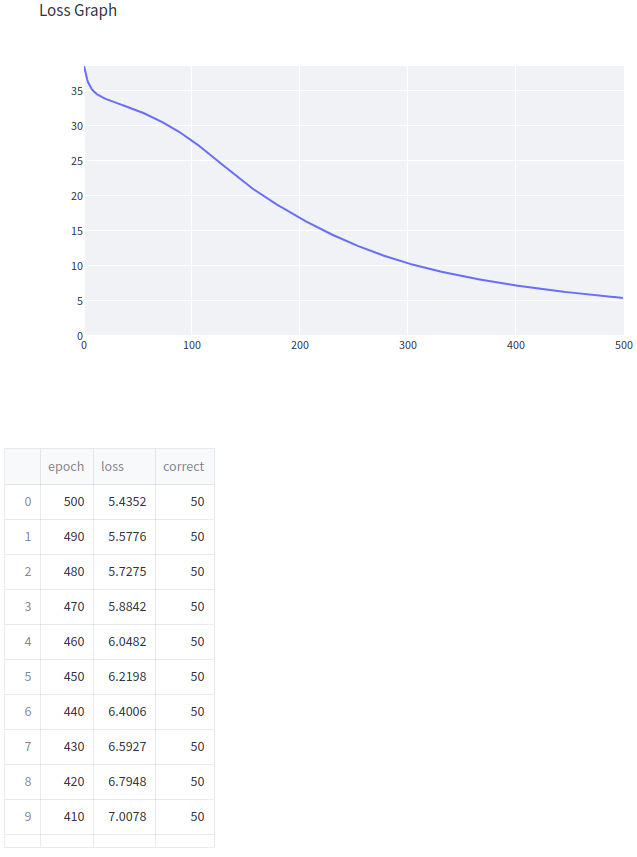 Loss Graph
35
30
25
20
15
10
5
0
0 100 200 300 400 500
epoch loss correct
0 500 5.4352 50
1 490 5.5776 50
2 480 5.7275 50
3 470 5.8842 50
4 460 6.0482 50
5 450 6.2198 50
6 440 6.4006 50
7 430 6.5927 50
8 420 6.7948 50
9 410 7.0078 50